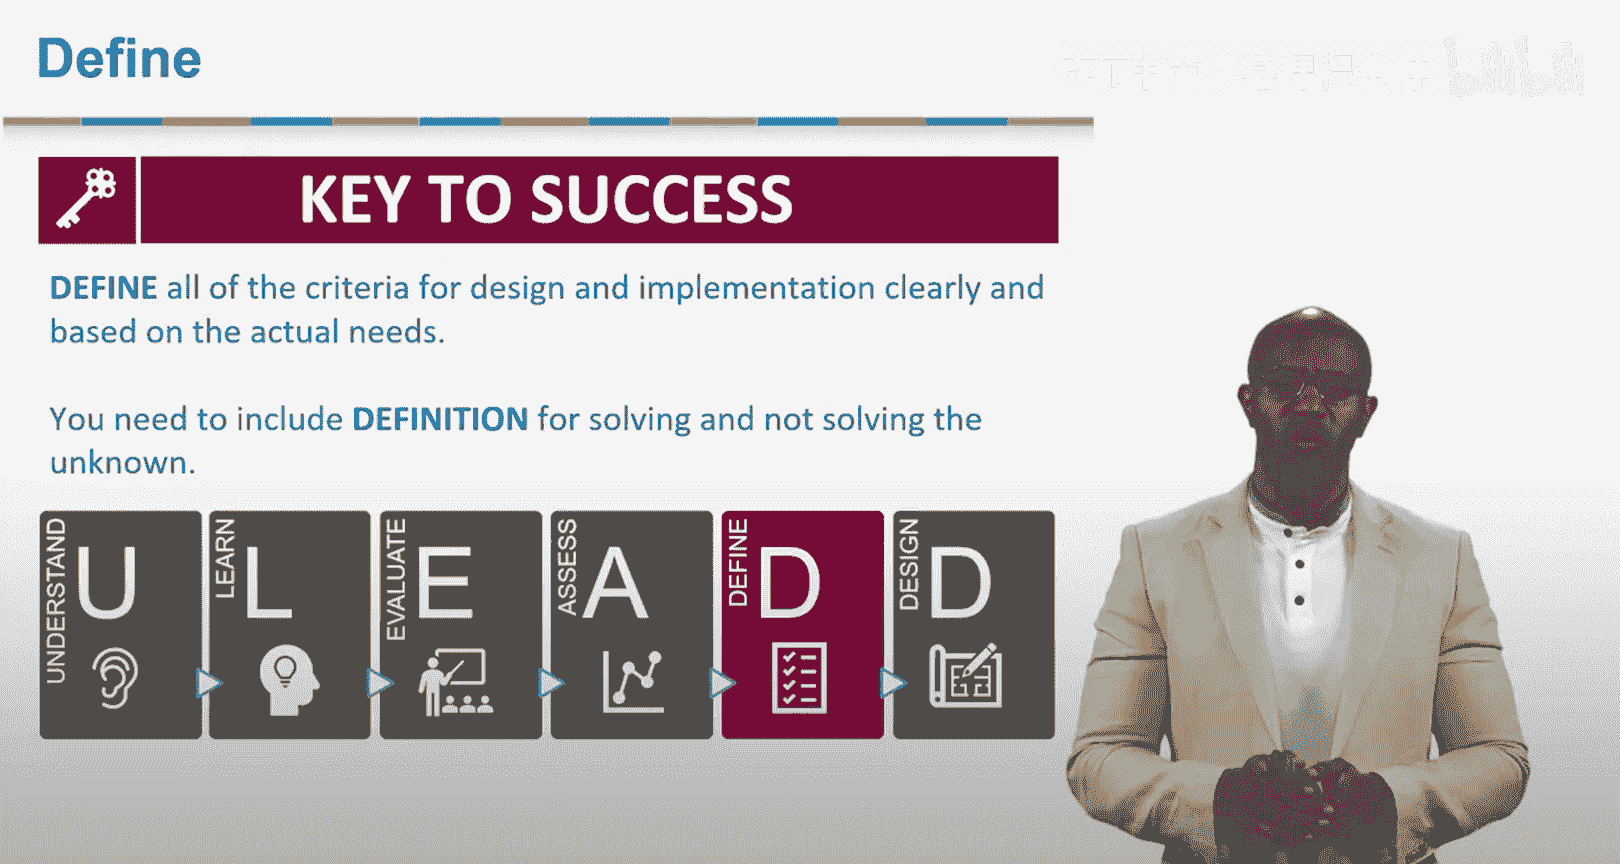 Define
KEY TO SUCCESS
DEFINE all of the criteria for design and implementation clearly and
based on the actual needs.
You need to include DEFINITION for solving and not solving the
unknown.
UNDERSTAND
U
LEARN
L
EVALUATE
E
ASSESS
A
DEFINE
D
DESIGN
D
bilibili